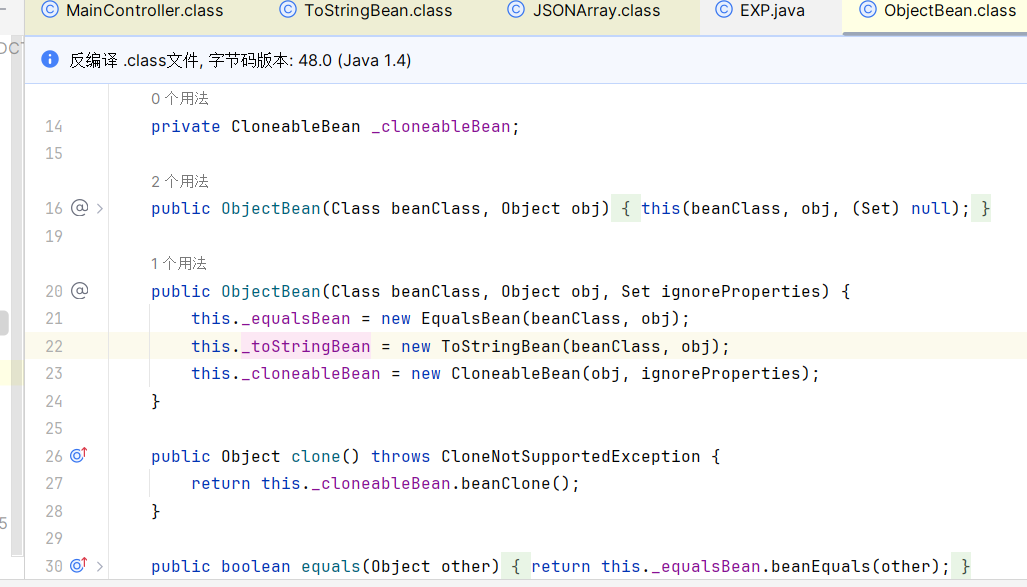 MainController.class ToStringBean.class JSONArray.class EXP.java ObjectBean.class
反编译 .class文件, 字节码版本: 48.0 (Java 1.4)
0 个用法
14 private CloneableBean _cloneableBean;
15
2 个用法
16 @ public ObjectBean(Class beanClass, Object obj) { this(beanClass, obj, (Set) null); }
19
1 个用法
20 @ public ObjectBean(Class beanClass, Object obj, Set ignoreProperties) {
21 this._equalsBean = new EqualsBean(beanClass, obj);
22 this._toStringBean = new ToStringBean(beanClass, obj);
23 this._cloneableBean = new CloneableBean(obj, ignoreProperties);
24 }
25
26 public Object clone() throws CloneNotSupportedException {
27 return this._cloneableBean.beanClone();
28 }
29
30 public boolean equals(Object other) { return this._equalsBean.beanEquals(other); }